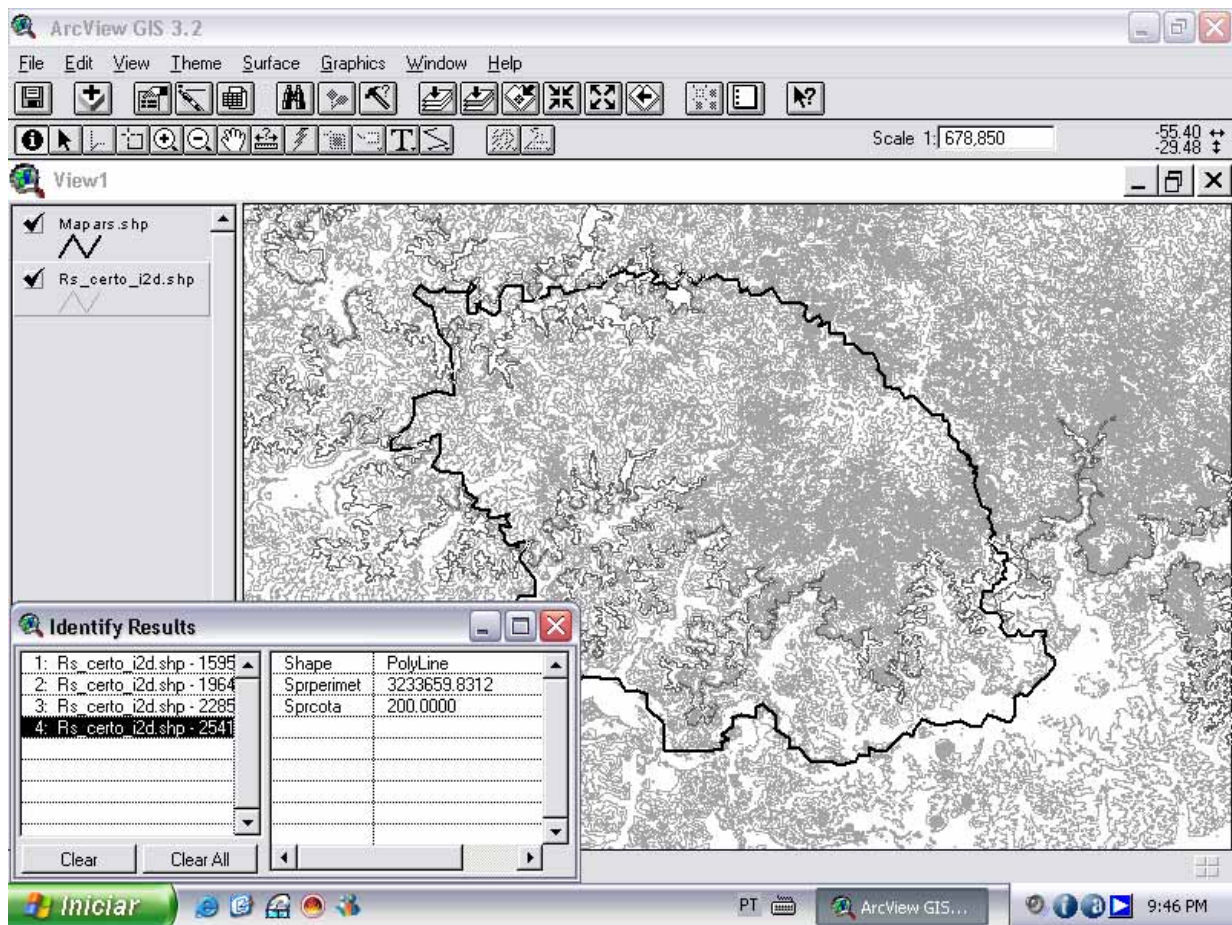 ArcView GIS 3.2
File Edit View Theme Surface Graphics Window Help
Scale 1: 678,850
-55.40
-29.48
View1
Mapars.shp
Rs_certo_i2d.shp
Identify Results
1: Rs_certo_i2d.shp - 1595
2: Rs_certo_i2d.shp - 1964
3: Rs_certo_i2d.shp - 2285
4: Rs_certo_i2d.shp - 2541
Shape PolyLine
Sprperimet 3233659.8312
Sprcota 200.0000
Clear Clear All
Iniciar PT ArcView GIS... 9:46 PM